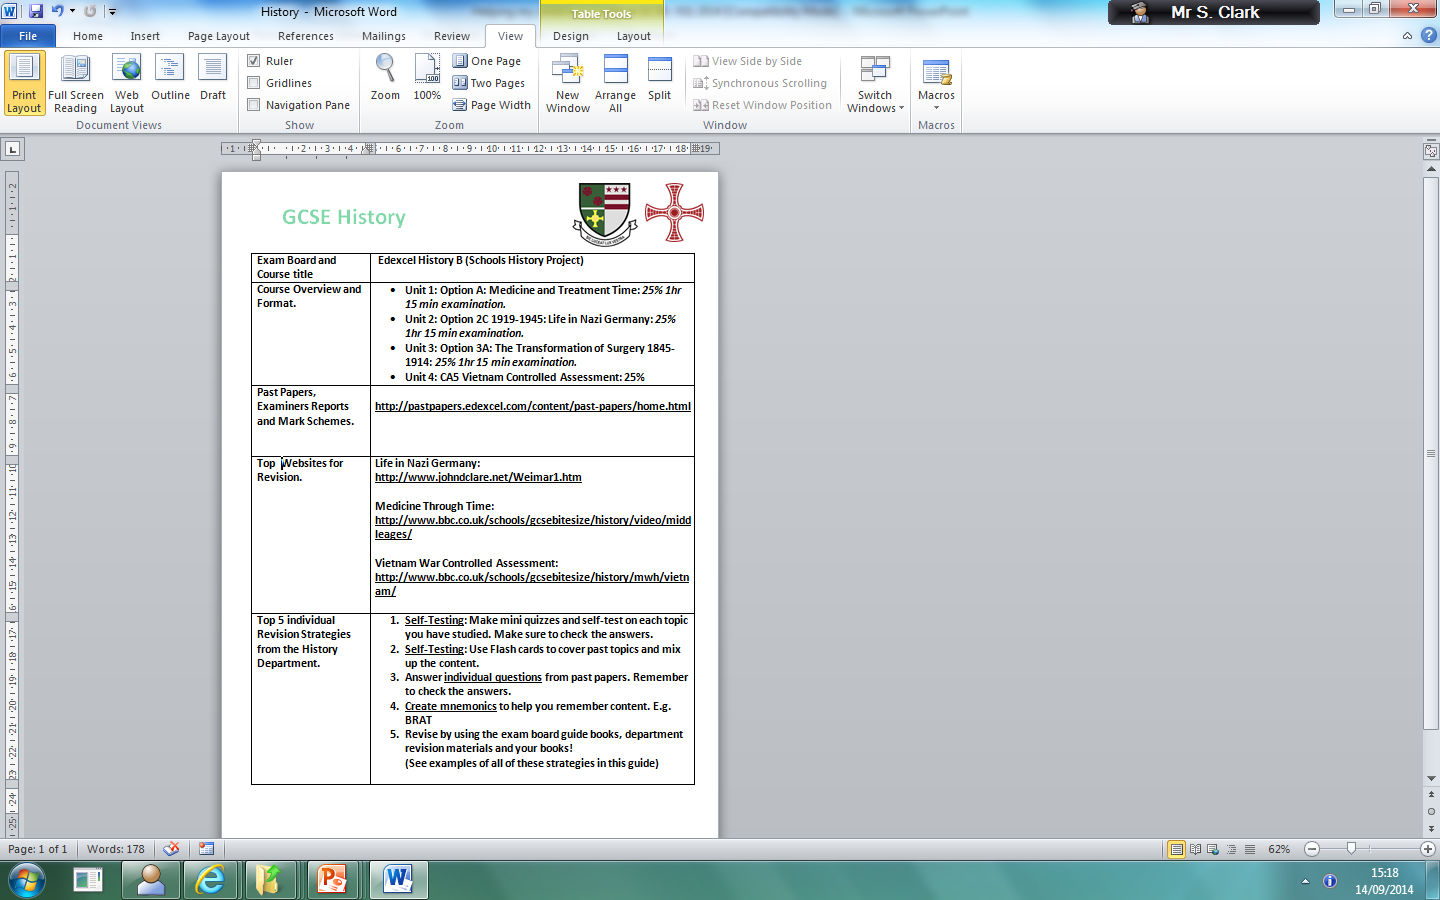 History - Microsoft Word
Table Tools
Mr S. Clark
File Home Insert Page Layout References Mailings Review View Design Layout
Print Layout
Full Screen Reading
Web Layout
Outline
Draft
Document Views
Ruler
Gridlines
Navigation Pane
Show
Zoom
100%
One Page
Two Pages
Page Width
Zoom
New Window
Arrange All
Split
View Side by Side
Synchronous Scrolling
Reset Window Position
Window
Switch Windows
Macros
Macros
GCSE History
Exam Board and
Course title
Edexcel History B (Schools History Project)
Course Overview and
Format.
• Unit 1: Option A: Medicine and Treatment Time: 25% 1hr
15 min examination.
• Unit 2: Option 2C 1919-1945: Life in Nazi Germany: 25%
1hr 15 min examination.
• Unit 3: Option 3A: The Transformation of Surgery 1845-
1914: 25% 1hr 15 min examination.
• Unit 4: CA5 Vietnam Controlled Assessment: 25%
Past Papers,
Examiners Reports
and Mark Schemes.
http://pastpapers.edexcel.com/content/past-papers/home.html
Top Websites for
Revision.
Life in Nazi Germany:
http://www.johndclare.net/Weimar1.htm
Medicine Through Time:
http://www.bbc.co.uk/schools/gcsebitesize/history/video/midd
leages/
Vietnam War Controlled Assessment:
http://www.bbc.co.uk/schools/gcsebitesize/history/mwh/vietn
am/
Top 5 individual
Revision Strategies
from the History
Department.
1. Self-Testing: Make mini quizzes and self-test on each topic
you have studied. Make sure to check the answers.
2. Self-Testing: Use Flash cards to cover past topics and mix
up the content.
3. Answer individual questions from past papers. Remember
to check the answers.
4. Create mnemonics to help you remember content. E.g.
BRAT
5. Revise by using the exam board guide books, department
revision materials and your books!
(See examples of all of these strategies in this guide)
Page: 1 of 1 Words: 178
62%
15:18
14/09/2014